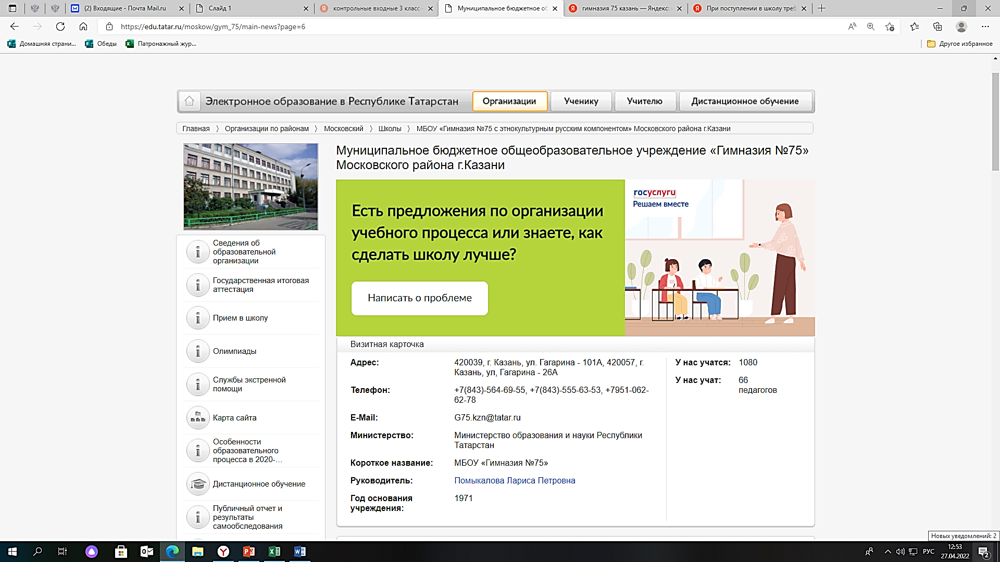 (2) Входящие - Почта Mail.ru
Слайд 1
контрольные входные 3 класс -
Муниципальное бюджетное об
гимназия 75 казань — Яндекс:
При поступлении в школу треб
https://edu.tatar.ru/moskow/gym_75/main-news?page=6
Домашняя страни...
Обеды
Патронажный жур...
Другое избранное
Электронное образование в Республике Татарстан
Организации
Ученику
Учителю
Дистанционное обучение
Главная
Организации по районам
Московский
Школы
МБОУ «Гимназия №75 с этнокультурным русским компонентом» Московского района г.Казани
Муниципальное бюджетное общеобразовательное учреждение «Гимназия №75»
Московского района г.Казани
Есть предложения по организации
учебного процесса или знаете, как
сделать школу лучше?
Написать о проблеме
госуслуги
Решаем вместе
Сведения об
образовательной
организации
Государственная итоговая
аттестация
Прием в школу
Олимпиады
Службы экстренной
помощи
Карта сайта
Особенности
образовательного
процесса в 2020-...
Дистанционное обучение
Публичный отчет и
результаты
самообследования
Визитная карточка
Адрес: 420039, г. Казань, ул. Гагарина - 101А, 420057, г.
Казань, ул, Гагарина - 26А
Телефон: +7(843)-564-69-55, +7(843)-555-63-53, +7951-062-
62-78
E-Mail: G75.kzn@tatar.ru
Министерство: Министерство образования и науки Республики
Татарстан
Короткое название: МБОУ «Гимназия №75»
Руководитель: Помыкалова Лариса Петровна
Год основания 1971
учреждения:
У нас учатся: 1080
У нас учат: 66
педагогов
Новых уведомлений: 2
РУС
12:53
27.04.2022
2